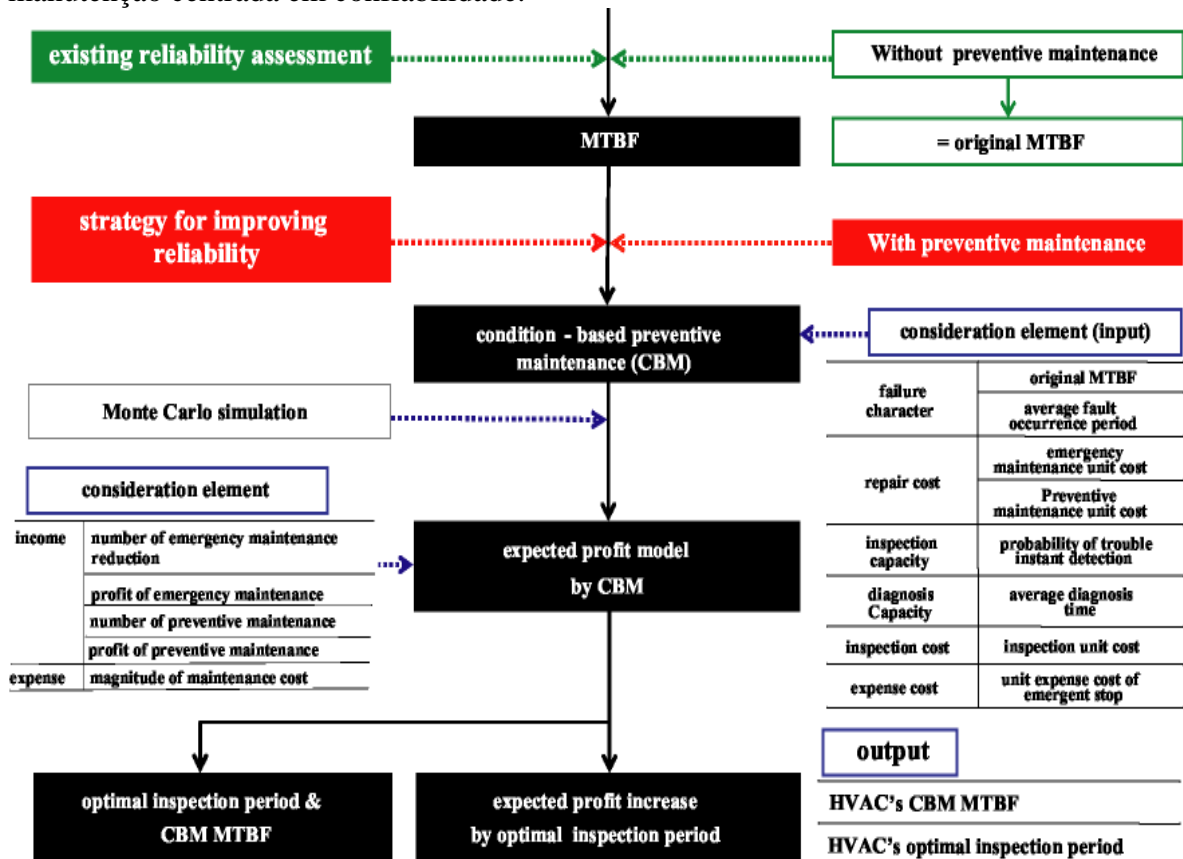 manutenção centrada em confiabilidade.
existing reliability assessment
Without preventive maintenance
MTBF
= original MTBF
strategy for improving
reliability
With preventive maintenance
condition - based preventive
maintenance (CBM)
consideration element (input)
failure
character
original MTBF
average fault
occurrence period
repair cost
emergency
maintenance unit cost
Preventive
maintenance unit cost
inspection
capacity
probability of trouble
instant detection
diagnosis
Capacity
average diagnosis
time
inspection cost
inspection unit cost
expense cost
unit expense cost of
emergent stop
Monte Carlo simulation
consideration element
income
number of emergency maintenance
reduction
profit of emergency maintenance
number of preventive maintenance
profit of preventive maintenance
expense
magnitude of maintenance cost
expected profit model
by CBM
optimal inspection period &
CBM MTBF
expected profit increase
by optimal inspection period
output
HVAC's CBM MTBF
HVAC's optimal inspection period